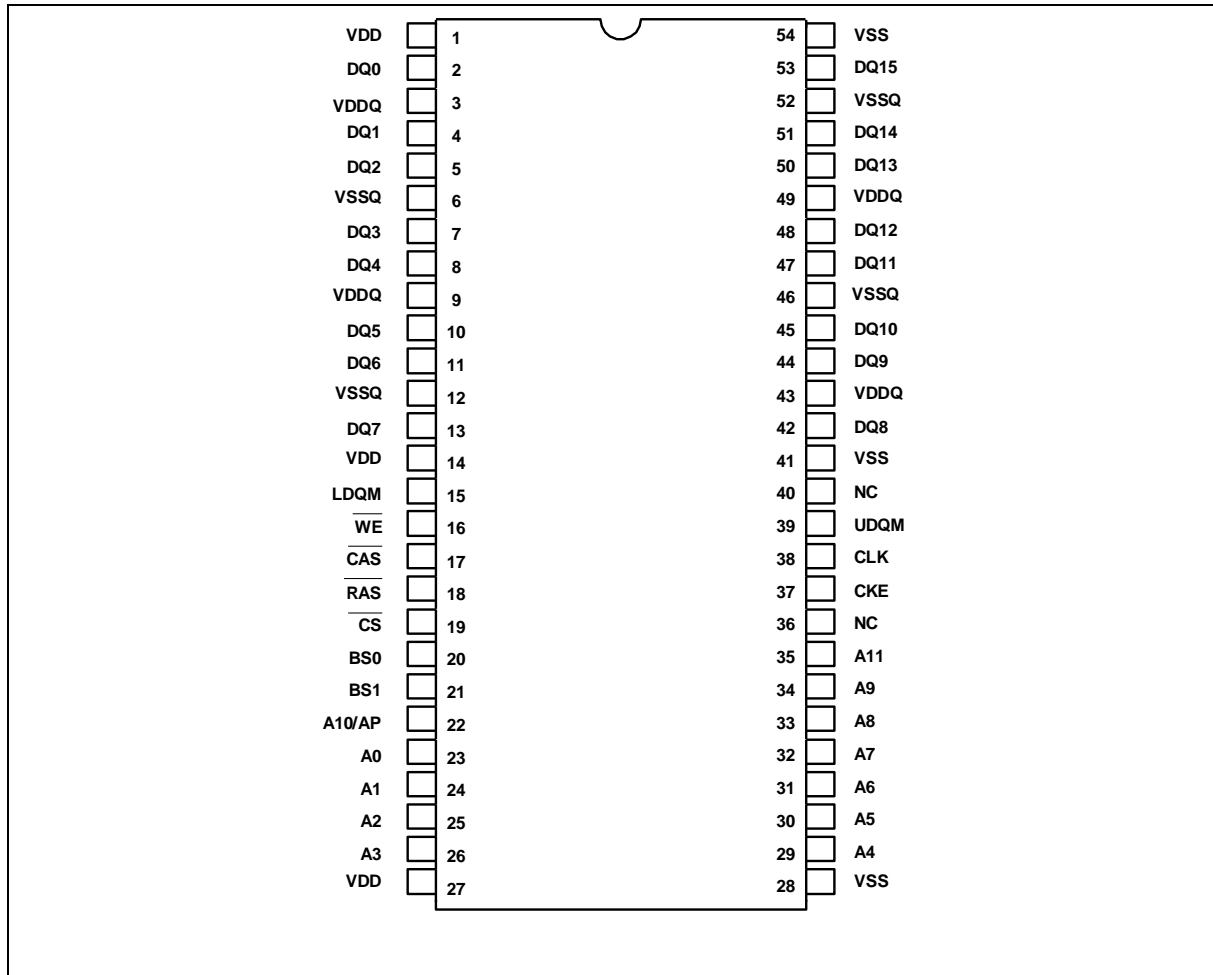 VDD 1 54 VSS
DQ0 2 53 DQ15
VDDQ 3 52 VSSQ
DQ1 4 51 DQ14
DQ2 5 50 DQ13
VSSQ 6 49 VDDQ
DQ3 7 48 DQ12
DQ4 8 47 DQ11
VDDQ 9 46 VSSQ
DQ5 10 45 DQ10
DQ6 11 44 DQ9
VSSQ 12 43 VDDQ
DQ7 13 42 DQ8
VDD 14 41 VSS
LDQM 15 40 NC
W̅E̅ 16 39 UDQM
C̅A̅S̅ 17 38 CLK
R̅A̅S̅ 18 37 CKE
C̅S̅ 19 36 NC
BS0 20 35 A11
BS1 21 34 A9
A10/AP 22 33 A8
A0 23 32 A7
A1 24 31 A6
A2 25 30 A5
A3 26 29 A4
VDD 27 28 VSS